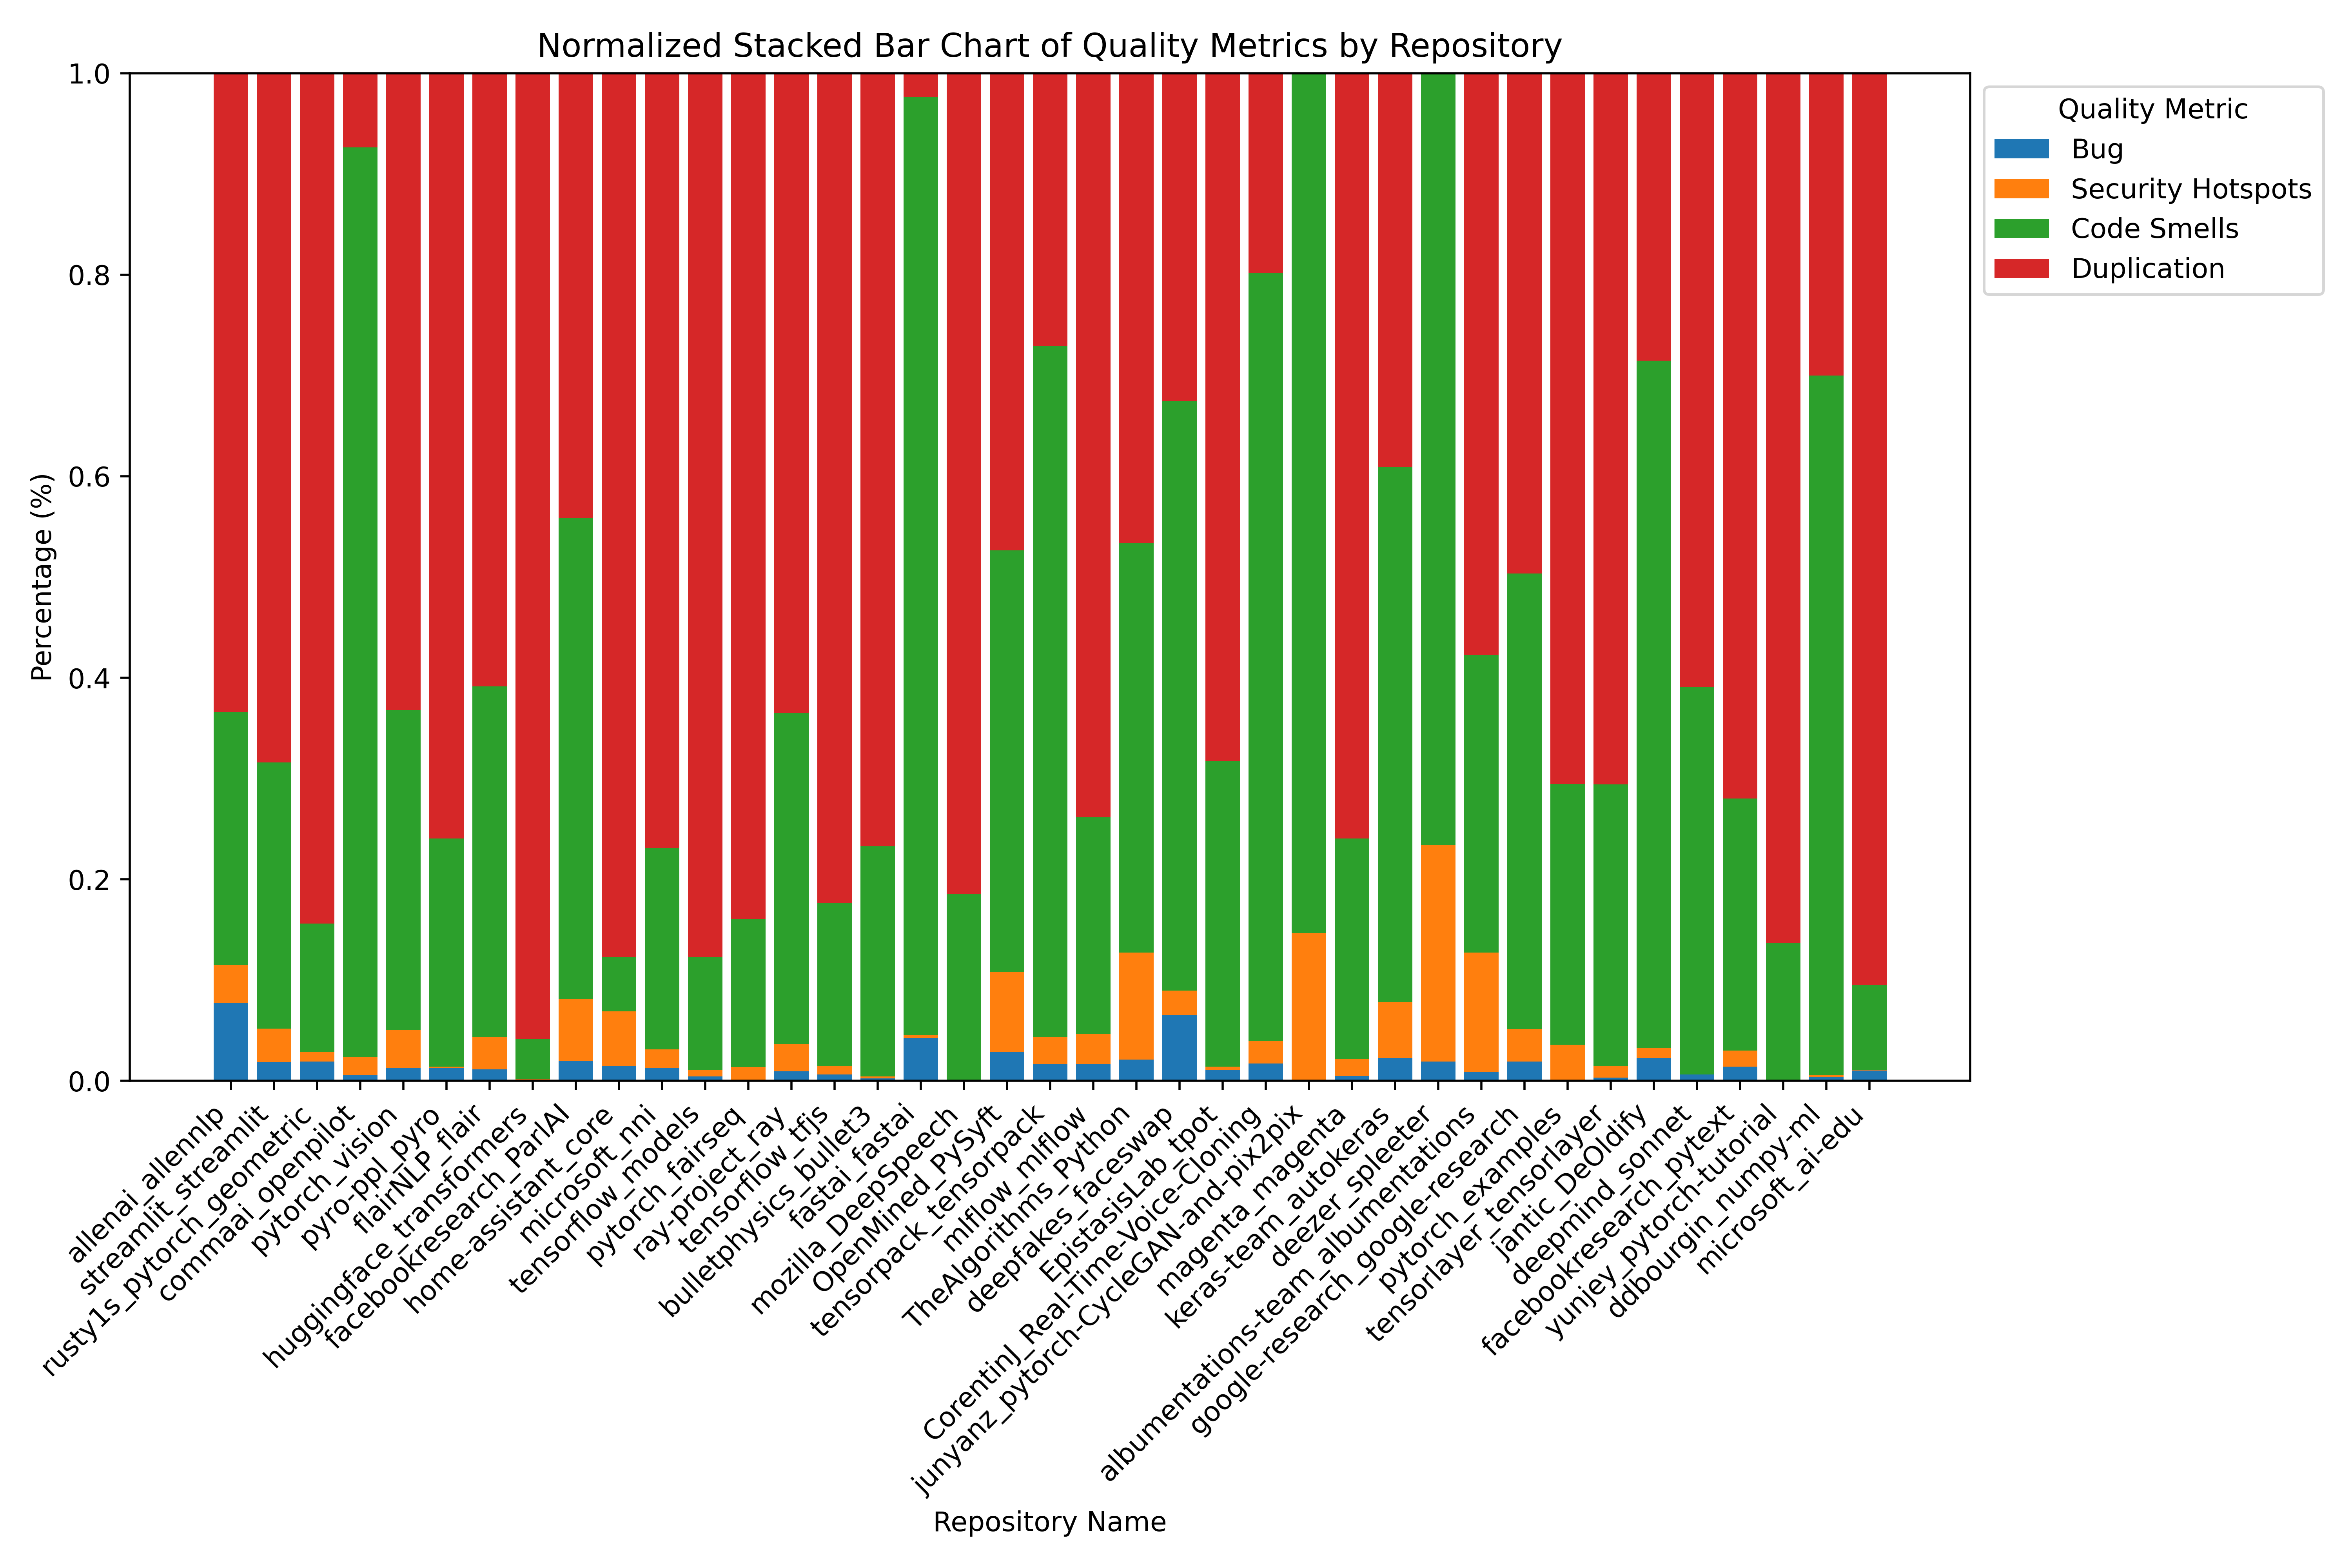 Normalized Stacked Bar Chart of Quality Metrics by Repository
1.0
0.8
0.6
0.4
0.2
0.0
Percentage (%)
Quality Metric
Bug
Security Hotspots
Code Smells
Duplication
allenai_allennlp
streamlit_streamlit
rusty1s_pytorch_geometric
commaai_openpilot
pytorch_vision
pyro-ppl_pyro
flairNLP_flair
huggingface_transformers
facebookresearch_ParlAI
home-assistant_core
microsoft_nni
tensorflow_models
pytorch_fairseq
ray-project_ray
tensorflow_tfjs
bulletphysics_bullet3
fastai_fastai
mozilla_DeepSpeech
OpenMined_PySyft
tensorpack_tensorpack
mlflow_mlflow
TheAlgorithms_Python
deepfakes_faceswap
EpistasisLab_tpot
CorentinJ_Real-Time-Voice-Cloning
junyanz_pytorch-CycleGAN-and-pix2pix
magenta_magenta
keras-team_autokeras
deezer_spleeter
albumentations-team_albumentations
google-research_google-research
pytorch_examples
tensorlayer_tensorlayer
jantic_DeOldify
deepmind_sonnet
facebookresearch_pytext
yunjey_pytorch-tutorial
ddbourgin_numpy-ml
microsoft_ai-edu
Repository Name